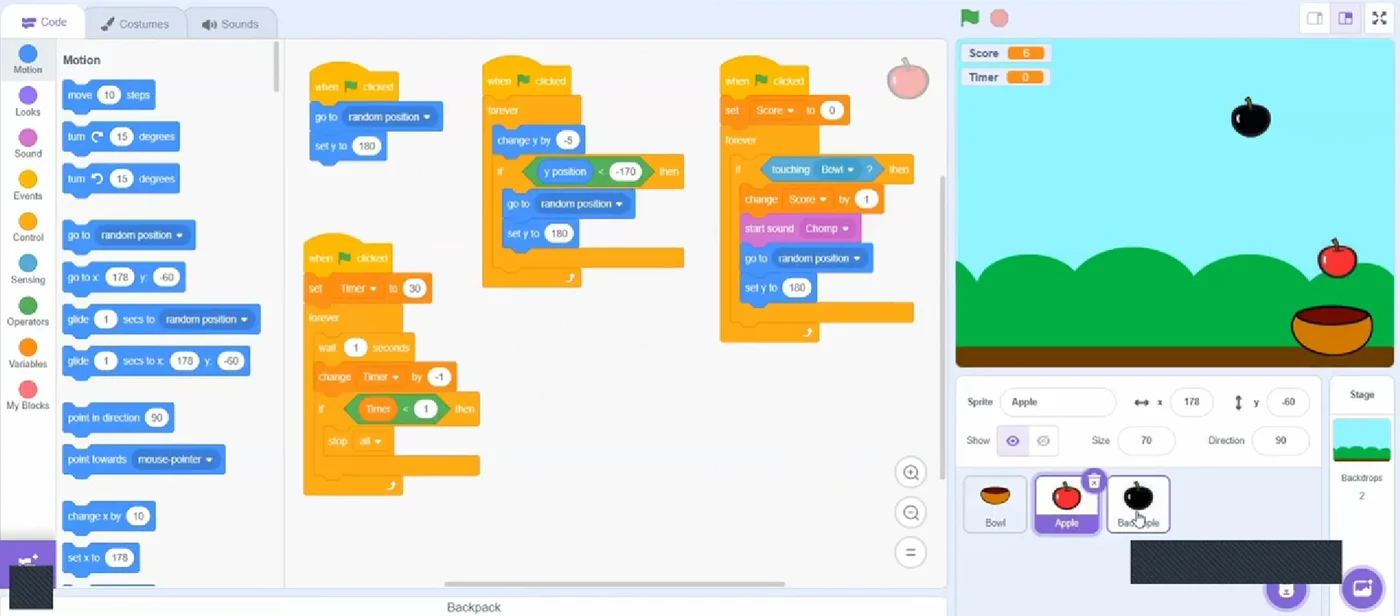 Code
Costumes
Sounds
Motion
Looks
Sound
Events
Control
Sensing
Operators
Variables
My Blocks
Motion
move 10 steps
turn 15 degrees
turn 15 degrees
go to random position
go to x: 178 y: -60
glide 1 secs to random position
glide 1 secs to x: 178 y: -60
point in direction 90
point towards mouse-pointer
change x by 10
set x to 178
when clicked
go to random position
set y to 180
when clicked
set Timer to 30
forever
wait 1 seconds
change Timer by -1
if Timer < 1 then
stop all
when clicked
forever
change y by -5
if y position < -170 then
go to random position
set y to 180
when clicked
set Score to 0
forever
if touching Bowl ? then
change Score by 1
start sound Chomp
go to random position
set y to 180
Backpack
Score 6
Timer 0
Sprite Apple x 178 y -60
Show Size 70 Direction 90
Bowl
Apple
Stage
Backdrops
2